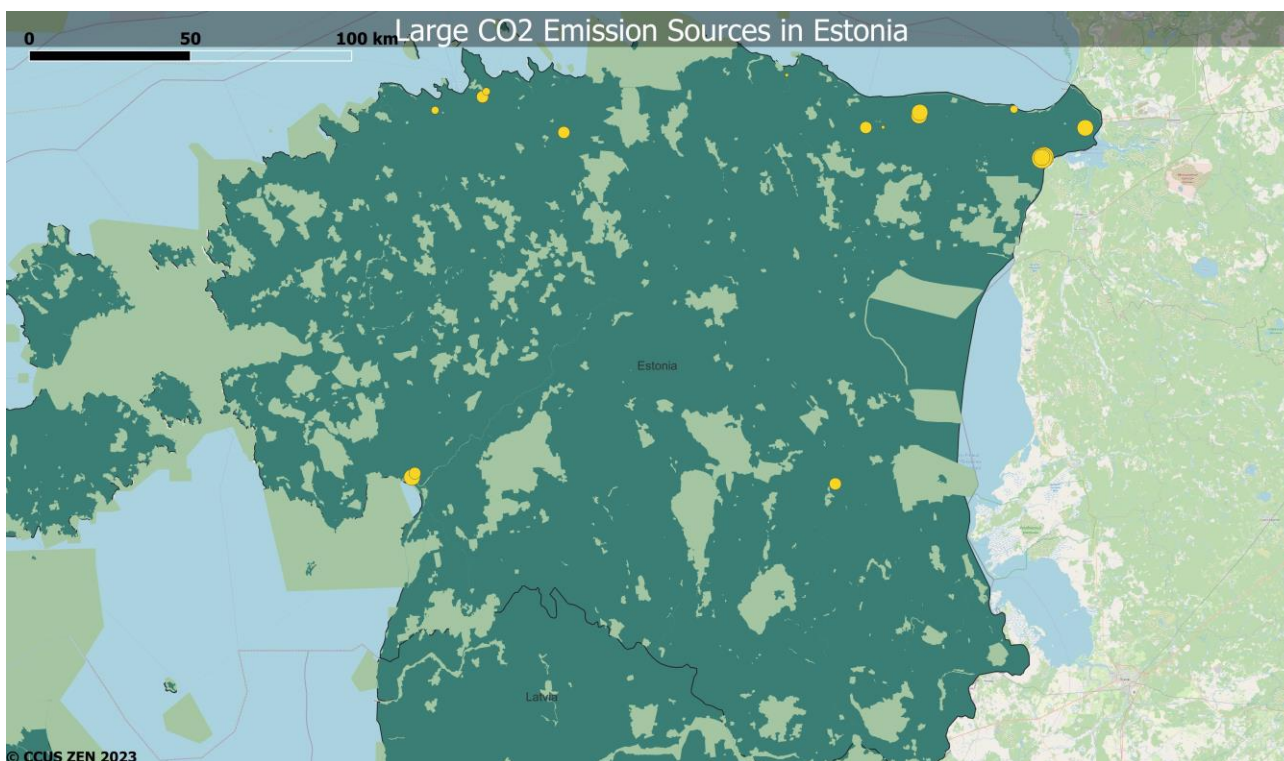 Large CO2 Emission Sources in Estonia
0 50 100 km
Estonia
Latvia
© CCUS ZEN 2023